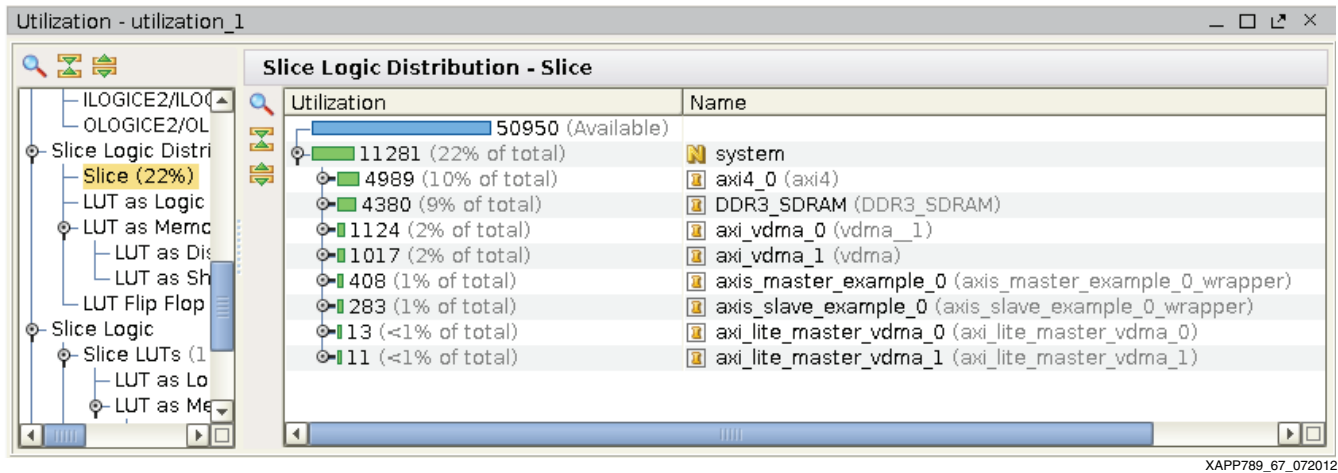 Utilization - utilization_1
Slice Logic Distribution - Slice
ILOGICE2/ILOG
OLOGICE2/OL
Slice Logic Distri
Slice (22%)
LUT as Logic
LUT as Memo
LUT as Dis
LUT as Sh
LUT Flip Flop
Slice Logic
Slice LUTs (1
LUT as Lo
LUT as Me
Utilization Name
50950 (Available)
11281 (22% of total) system
4989 (10% of total) axi4_0 (axi4)
4380 (9% of total) DDR3_SDRAM (DDR3_SDRAM)
1124 (2% of total) axi_vdma_0 (vdma__1)
1017 (2% of total) axi_vdma_1 (vdma)
408 (1% of total) axis_master_example_0 (axis_master_example_0_wrapper)
283 (1% of total) axis_slave_example_0 (axis_slave_example_0_wrapper)
13 (<1% of total) axi_lite_master_vdma_0 (axi_lite_master_vdma_0)
11 (<1% of total) axi_lite_master_vdma_1 (axi_lite_master_vdma_1)
XAPP789_67_072012